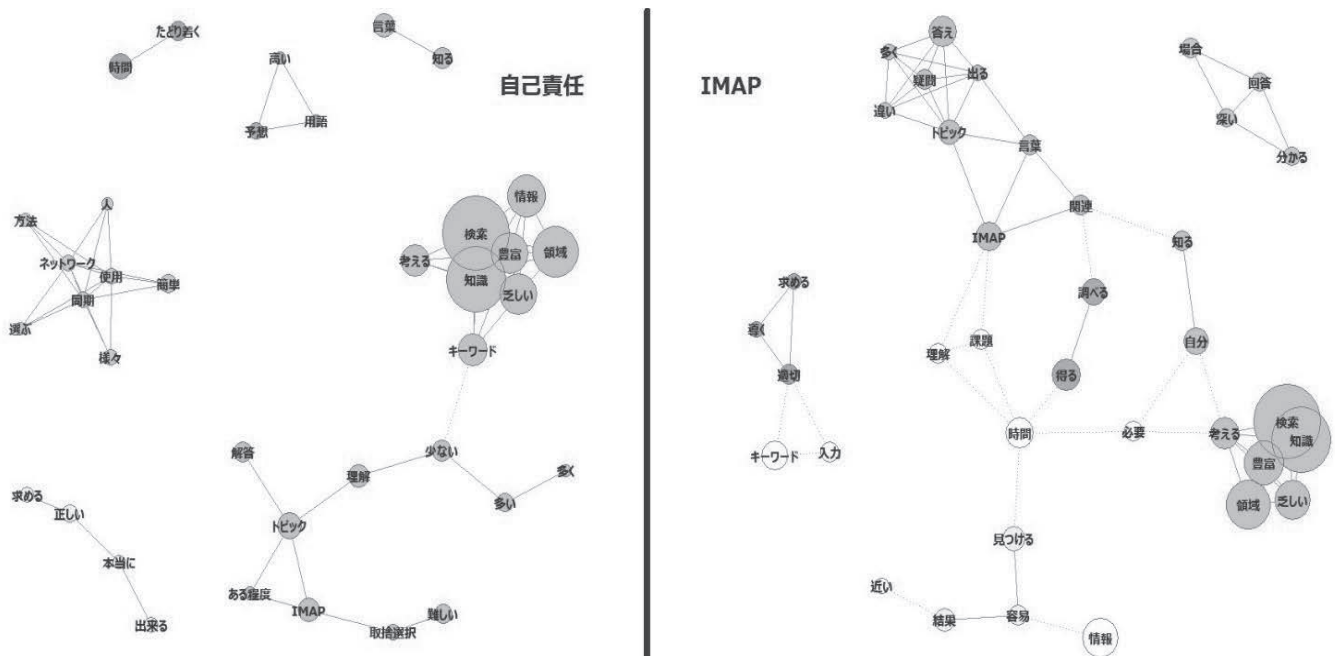 たどり着く
時間
言葉
知る
高い
予想
用語
自己責任
人
方法
ネットワーク
使用
同期
簡単
選ぶ
様々
情報
検索
豊富
領域
考える
知識
乏しい
キーワード
解答
理解
少ない
多い
多く
トピック
ある程度
IMAP
取捨選択
難しい
求める
正しい
本当に
出来る
IMAP
答え
多く
疑問
出る
違い
トピック
言葉
場合
回答
深い
分かる
関連
IMAP
知る
調べる
求める
導く
適切
キーワード
入力
理解
課題
得る
自分
時間
必要
考える
検索
知識
豊富
領域
乏しい
見つける
近い
結果
容易
情報